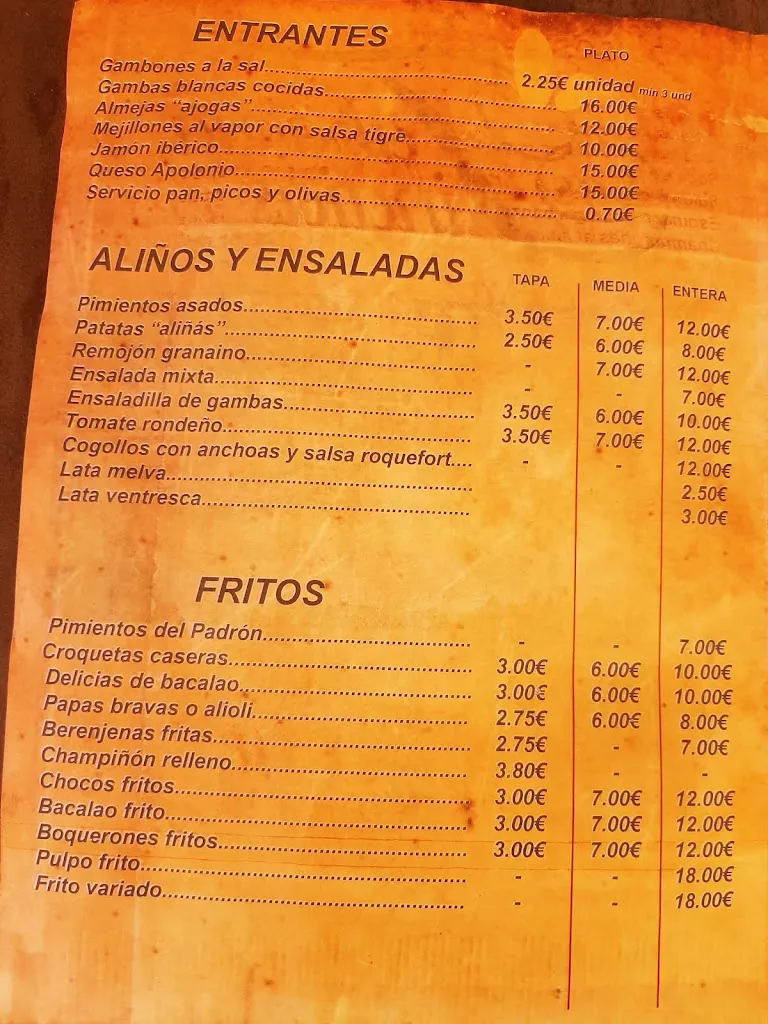 ENTRANTES
PLATO
Gambones a la sal.......... 2.25€ unidad min 3 und
Gambas blancas cocidas.......... 16.00€
Almejas "ajogas".......... 12.00€
Mejillones al vapor con salsa tigre.......... 10.00€
Jamón ibérico.......... 15.00€
Queso Apolonio.......... 15.00€
Servicio pan, picos y olivas.......... 0.70€
ALIÑOS Y ENSALADAS
TAPA MEDIA ENTERA
Pimientos asados.......... 3.50€ 7.00€ 12.00€
Patatas "aliñás".......... 2.50€ 6.00€ 8.00€
Remojón granaino.......... - 7.00€ 12.00€
Ensalada mixta.......... - - 7.00€
Ensaladilla de gambas.......... 3.50€ 6.00€ 10.00€
Tomate rondeño.......... 3.50€ 7.00€ 12.00€
Cogollos con anchoas y salsa roquefort.... - - 12.00€
Lata melva.......... 2.50€
Lata ventresca.......... 3.00€
FRITOS
Pimientos del Padrón.......... - - 7.00€
Croquetas caseras.......... 3.00€ 6.00€ 10.00€
Delicias de bacalao.......... 3.00€ 6.00€ 10.00€
Papas bravas o alioli.......... 2.75€ 6.00€ 8.00€
Berenjenas fritas.......... 2.75€ - 7.00€
Champiñón relleno.......... 3.80€ - -
Chocos fritos.......... 3.00€ 7.00€ 12.00€
Bacalao frito.......... 3.00€ 7.00€ 12.00€
Boquerones fritos.......... 3.00€ 7.00€ 12.00€
Pulpo frito.......... - - 18.00€
Frito variado.......... - - 18.00€